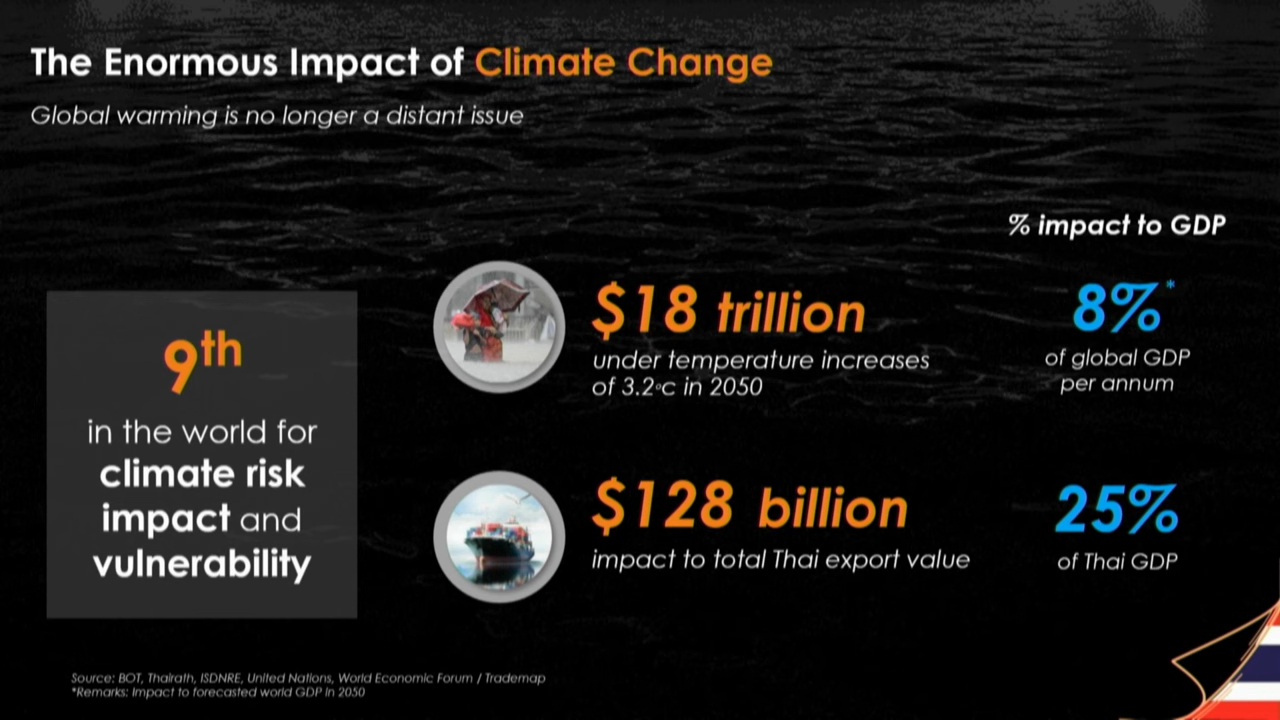 The Enormous Impact of Climate Change
Global warming is no longer a distant issue
% impact to GDP
9th
in the world for
climate risk
impact and
vulnerability
$18 trillion
under temperature increases
of 3.2°c in 2050
8%*
of global GDP
per annum
$128 billion
impact to total Thai export value
25%
of Thai GDP
Source: BOT, Thairath, ISDNRE, United Nations, World Economic Forum / Trademap
*Remarks: Impact to forecasted world GDP in 2050